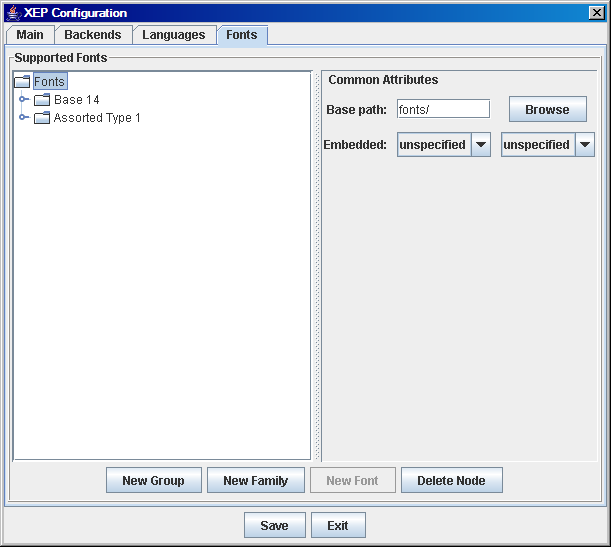 XEP Configuration
Main Backends Languages Fonts
Supported Fonts
Fonts
Base 14
Assorted Type 1
Common Attributes
Base path: fonts/ Browse
Embedded: unspecified unspecified
New Group New Family New Font Delete Node
Save Exit